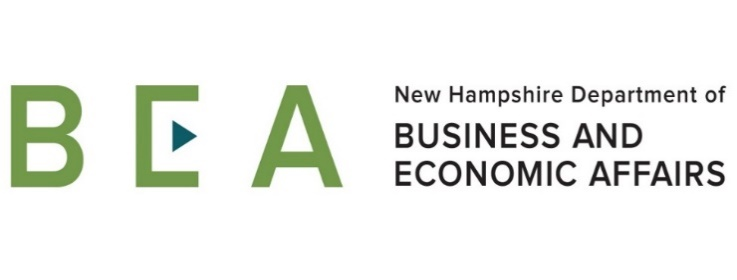 BEA
New Hampshire Department of
BUSINESS AND
ECONOMIC AFFAIRS